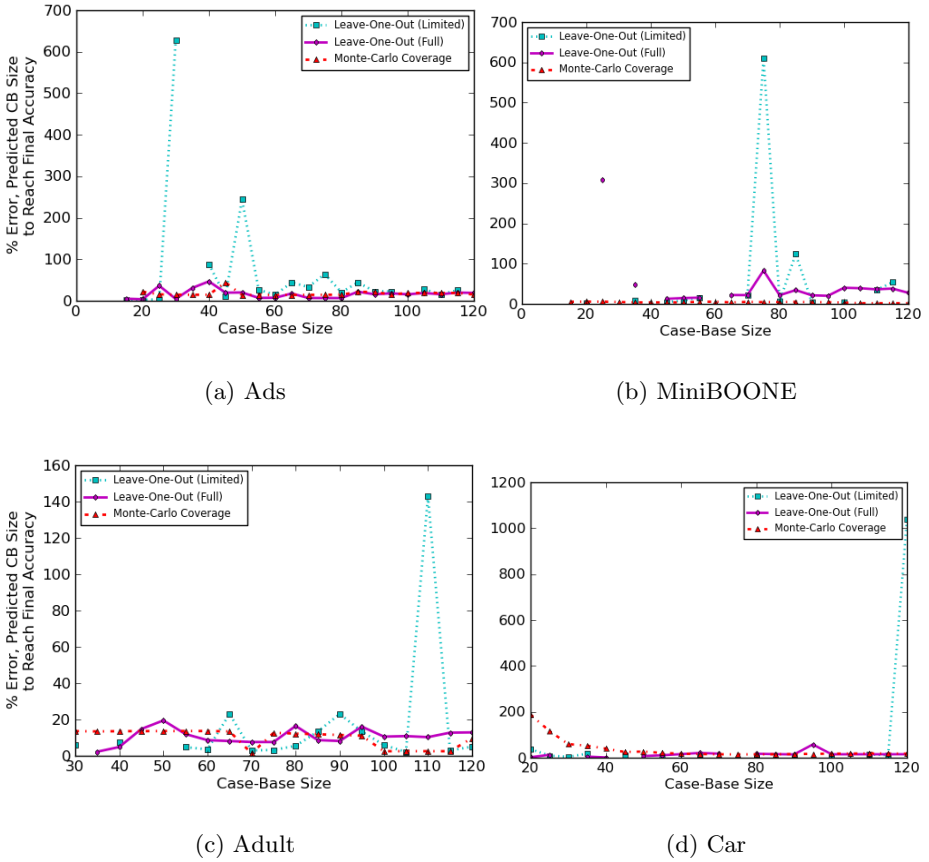 700
600
500
400
300
200
100
0
0 20 40 60 80 100 120
% Error, Predicted CB Size
to Reach Final Accuracy
Case-Base Size
Leave-One-Out (Limited)
Leave-One-Out (Full)
Monte-Carlo Coverage
(a) Ads
700
600
500
400
300
200
100
0
0 20 40 60 80 100 120
Case-Base Size
Leave-One-Out (Limited)
Leave-One-Out (Full)
Monte-Carlo Coverage
(b) MiniBOONE
160
140
120
100
80
60
40
20
0
30 40 50 60 70 80 90 100 110 120
% Error, Predicted CB Size
to Reach Final Accuracy
Case-Base Size
Leave-One-Out (Limited)
Leave-One-Out (Full)
Monte-Carlo Coverage
(c) Adult
1200
1000
800
600
400
200
0
20 40 60 80 100 120
Case-Base Size
Leave-One-Out (Limited)
Leave-One-Out (Full)
Monte-Carlo Coverage
(d) Car